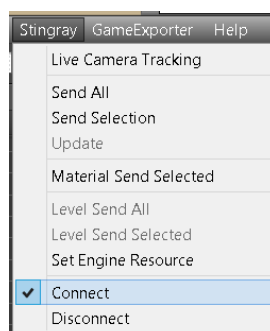 Stingray GameExporter Help
Live Camera Tracking
Send All
Send Selection
Update
Material Send Selected
Level Send All
Level Send Selected
Set Engine Resource
Connect
Disconnect